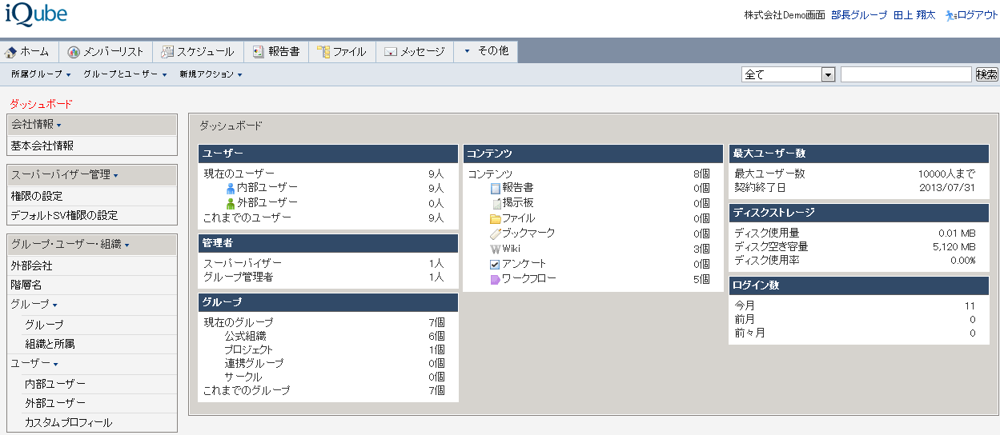 iQube
株式会社Demo画面 部長グループ 田上 翔太 ログアウト
ホーム メンバーリスト スケジュール 報告書 ファイル メッセージ その他
所属グループ グループとユーザー 新規アクション 全て 検索
ダッシュボード
会社情報
基本会社情報
スーパーバイザー管理
権限の設定
デフォルトSV権限の設定
グループ・ユーザー・組織
外部会社
階層名
グループ
グループ
組織と所属
ユーザー
内部ユーザー
外部ユーザー
カスタムプロフィール
ダッシュボード
ユーザー
現在のユーザー 9人
内部ユーザー 9人
外部ユーザー 0人
これまでのユーザー 9人
管理者
スーパーバイザー 1人
グループ管理者 1人
グループ
現在のグループ 7個
公式組織 6個
プロジェクト 1個
連携グループ 0個
サークル 0個
これまでのグループ 7個
コンテンツ
コンテンツ 8個
報告書 0個
掲示板 0個
ファイル 0個
ブックマーク 0個
Wiki 3個
アンケート 0個
ワークフロー 5個
最大ユーザー数
最大ユーザー数 10000人まで
契約終了日 2013/07/31
ディスクストレージ
ディスク使用量 0.01 MB
ディスク空き容量 5,120 MB
ディスク使用率 0.00%
ログイン数
今月 11
前月 0
前々月 0